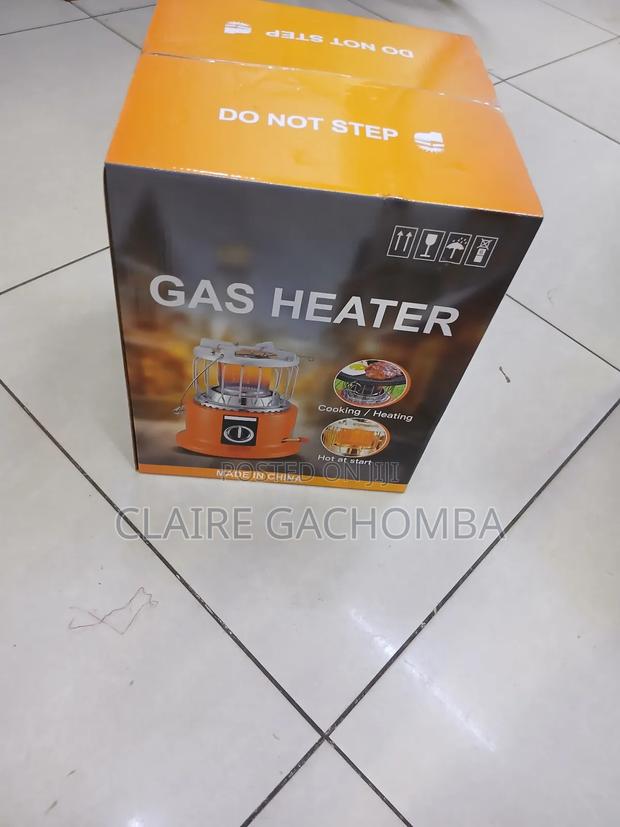 DO NOT STEP
DO NOT STEP
GAS HEATER
Cooking / Heating
Hot at start
MADE IN CHINA
POSTED ON JIJI
CLAIRE GACHOMBA